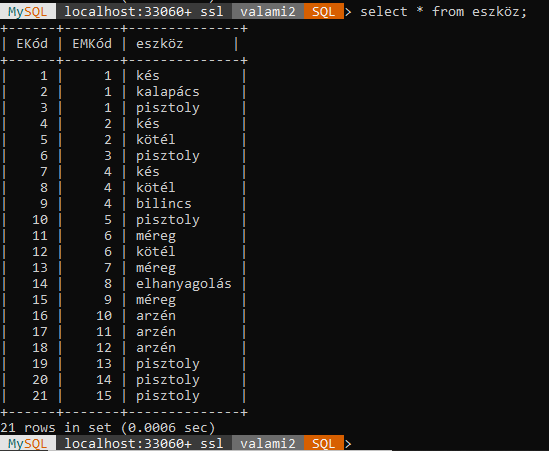 MySQL localhost:33060+ ssl valami2 SQL > select * from eszköz;
+------+-------+--------------+
| EKód | EMKód | eszköz       |
+------+-------+--------------+
|    1 |     1 | kés          |
|    2 |     1 | kalapács     |
|    3 |     1 | pisztoly     |
|    4 |     2 | kés          |
|    5 |     2 | kötél        |
|    6 |     3 | pisztoly     |
|    7 |     4 | kés          |
|    8 |     4 | kötél        |
|    9 |     4 | bilincs      |
|   10 |     5 | pisztoly     |
|   11 |     6 | méreg        |
|   12 |     6 | kötél        |
|   13 |     7 | méreg        |
|   14 |     8 | elhanyagolás |
|   15 |     9 | méreg        |
|   16 |    10 | arzén        |
|   17 |    11 | arzén        |
|   18 |    12 | arzén        |
|   19 |    13 | pisztoly     |
|   20 |    14 | pisztoly     |
|   21 |    15 | pisztoly     |
+------+-------+--------------+
21 rows in set (0.0006 sec)
MySQL localhost:33060+ ssl valami2 SQL >